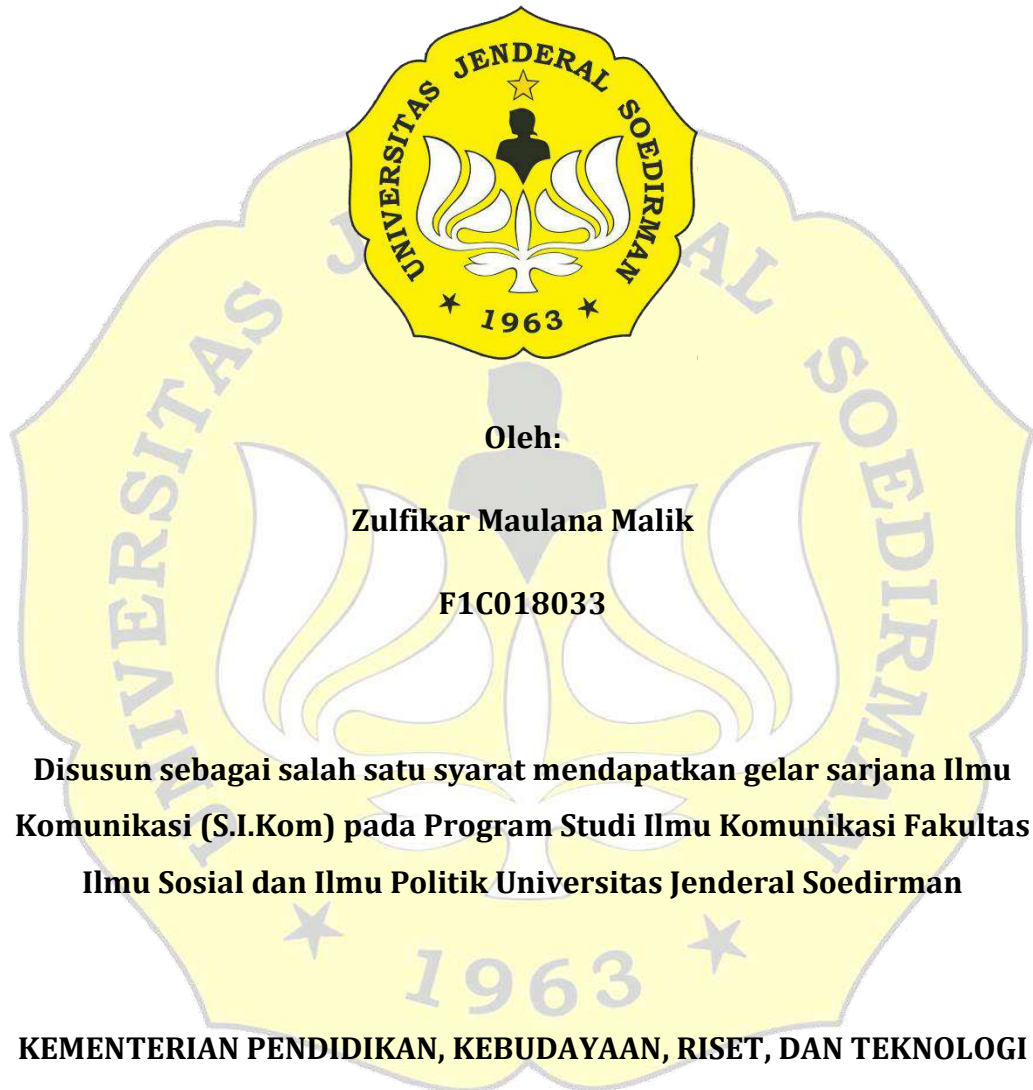 UNIVERSITAS JENDERAL SOEDIRMAN
1963
Oleh:
Zulfikar Maulana Malik
F1C018033
Disusun sebagai salah satu syarat mendapatkan gelar sarjana Ilmu
Komunikasi (S.I.Kom) pada Program Studi Ilmu Komunikasi Fakultas
Ilmu Sosial dan Ilmu Politik Universitas Jenderal Soedirman
1963
KEMENTERIAN PENDIDIKAN, KEBUDAYAAN, RISET, DAN TEKNOLOGI